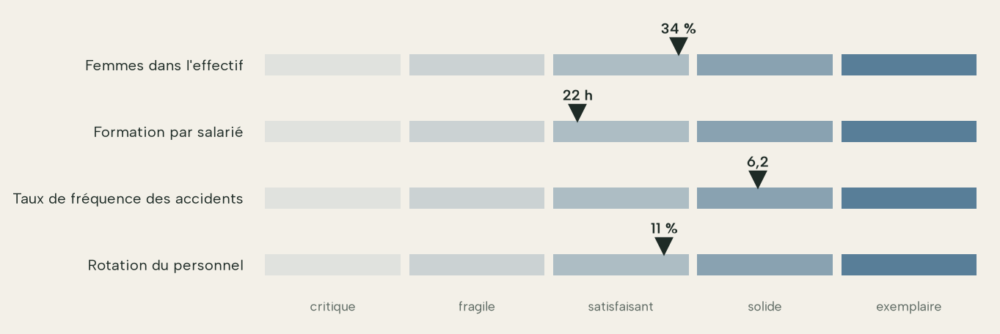 34 %
Femmes dans l'effectif
22 h
Formation par salarié
6,2
Taux de fréquence des accidents
11 %
Rotation du personnel
critique fragile satisfaisant solide exemplaire